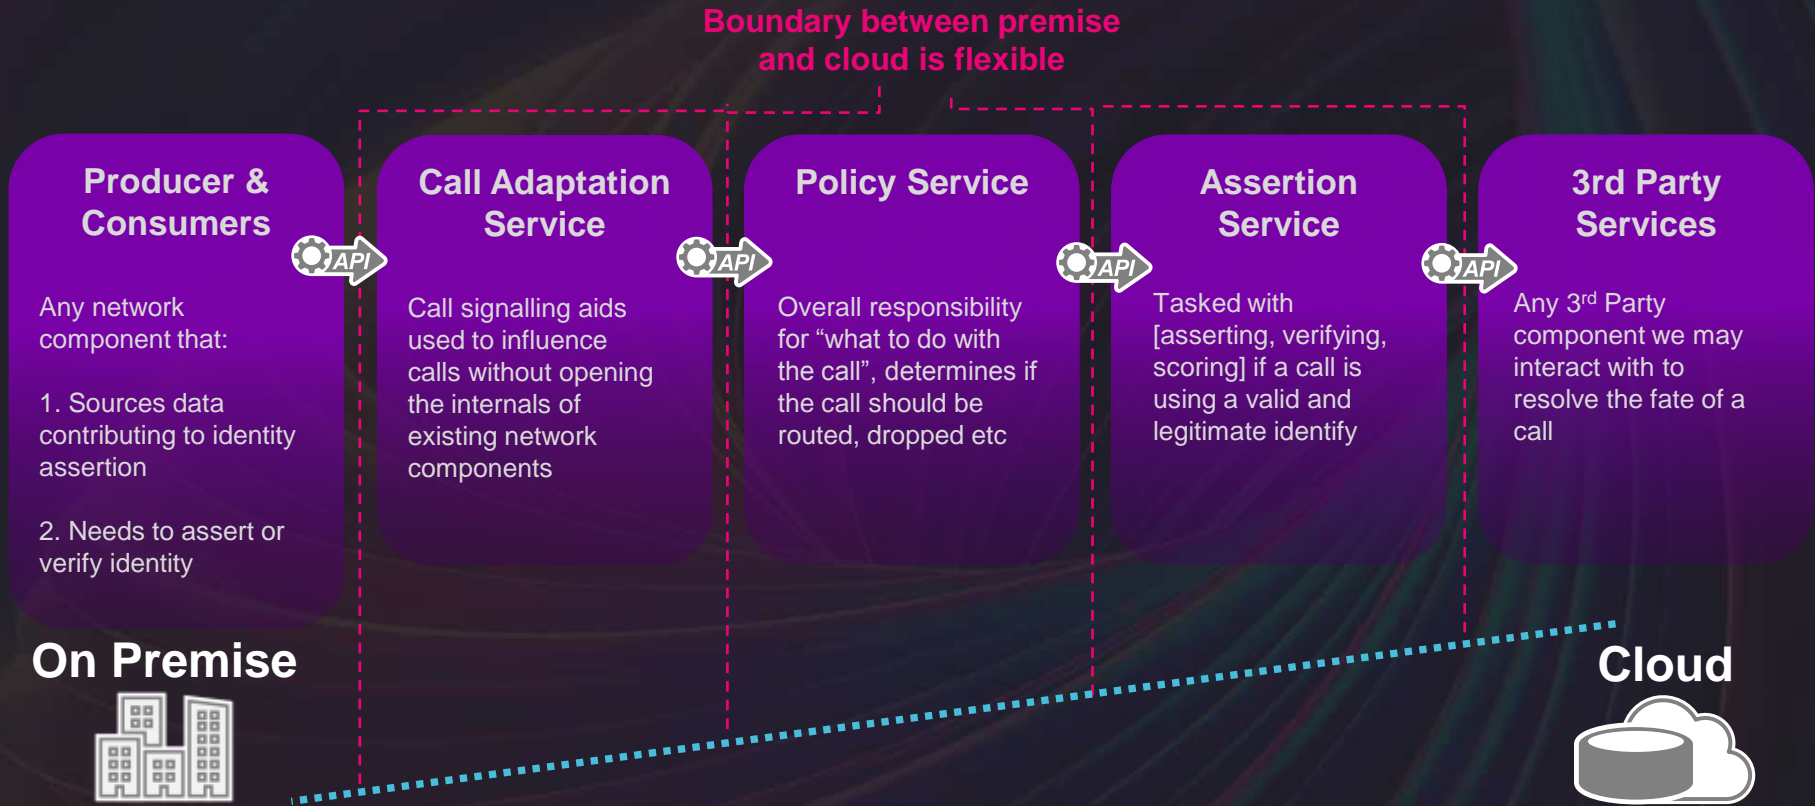 Boundary between premise
and cloud is flexible
Producer &
Consumers
API
Any network
component that:
1. Sources data
contributing to identity
assertion
2. Needs to assert or
verify identity
Call Adaptation
Service
API
Call signalling aids
used to influence
calls without opening
the internals of
existing network
components
Policy Service
API
Overall responsibility
for “what to do with
the call”, determines if
the call should be
routed, dropped etc
Assertion
Service
API
Tasked with
[asserting, verifying,
scoring] if a call is
using a valid and
legitimate identify
3rd Party
Services
Any 3rd Party
component we may
interact with to
resolve the fate of a
call
On Premise
Cloud